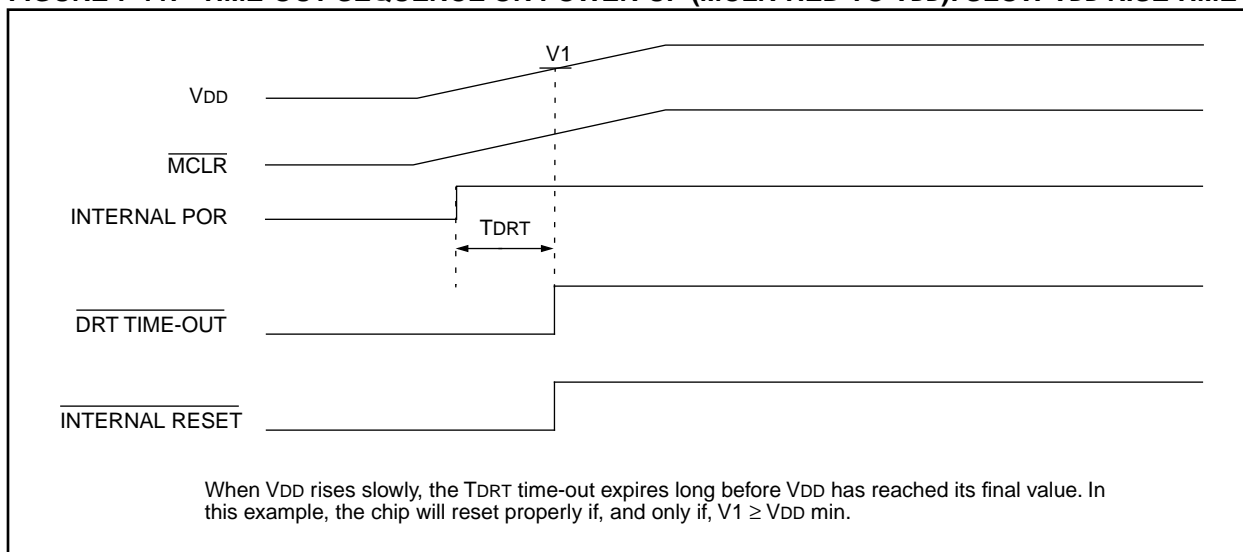 V1
VDD
MCLR
INTERNAL POR
TDRT
DRT TIME-OUT
INTERNAL RESET
When VDD rises slowly, the TDRT time-out expires long before VDD has reached its final value. In
this example, the chip will reset properly if, and only if, V1 ≥ VDD min.